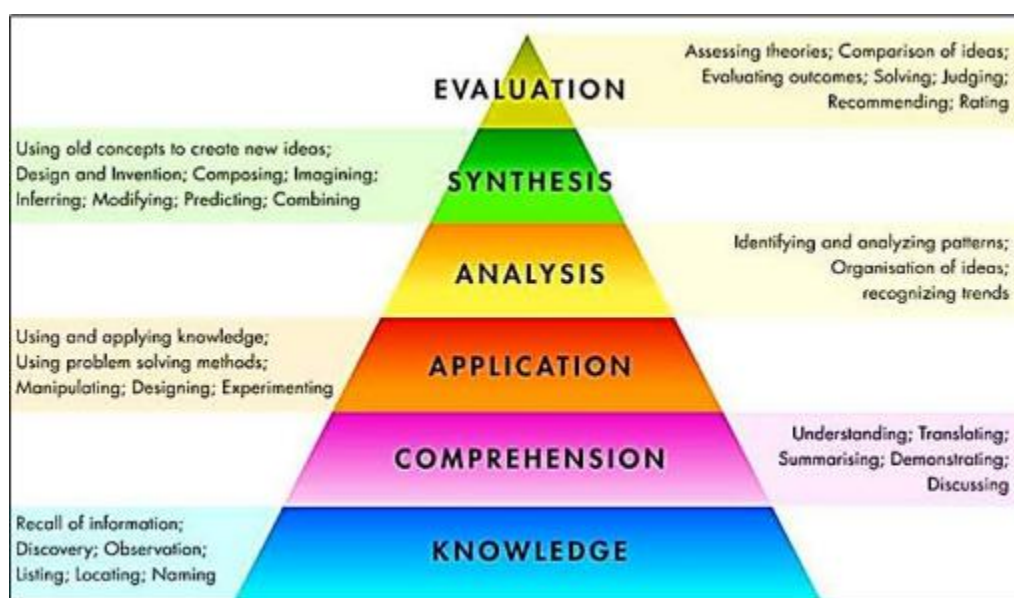 EVALUATION
Assessing theories; Comparison of ideas;
Evaluating outcomes; Solving; Judging;
Recommending; Rating
Using old concepts to create new ideas;
Design and Invention; Composing; Imagining;
Inferring; Modifying; Predicting; Combining
SYNTHESIS
ANALYSIS
Identifying and analyzing patterns;
Organisation of ideas;
recognizing trends
Using and applying knowledge;
Using problem solving methods;
Manipulating; Designing; Experimenting
APPLICATION
COMPREHENSION
Understanding; Translating;
Summarising; Demonstrating;
Discussing
Recall of information;
Discovery; Observation;
Listing; Locating; Naming
KNOWLEDGE